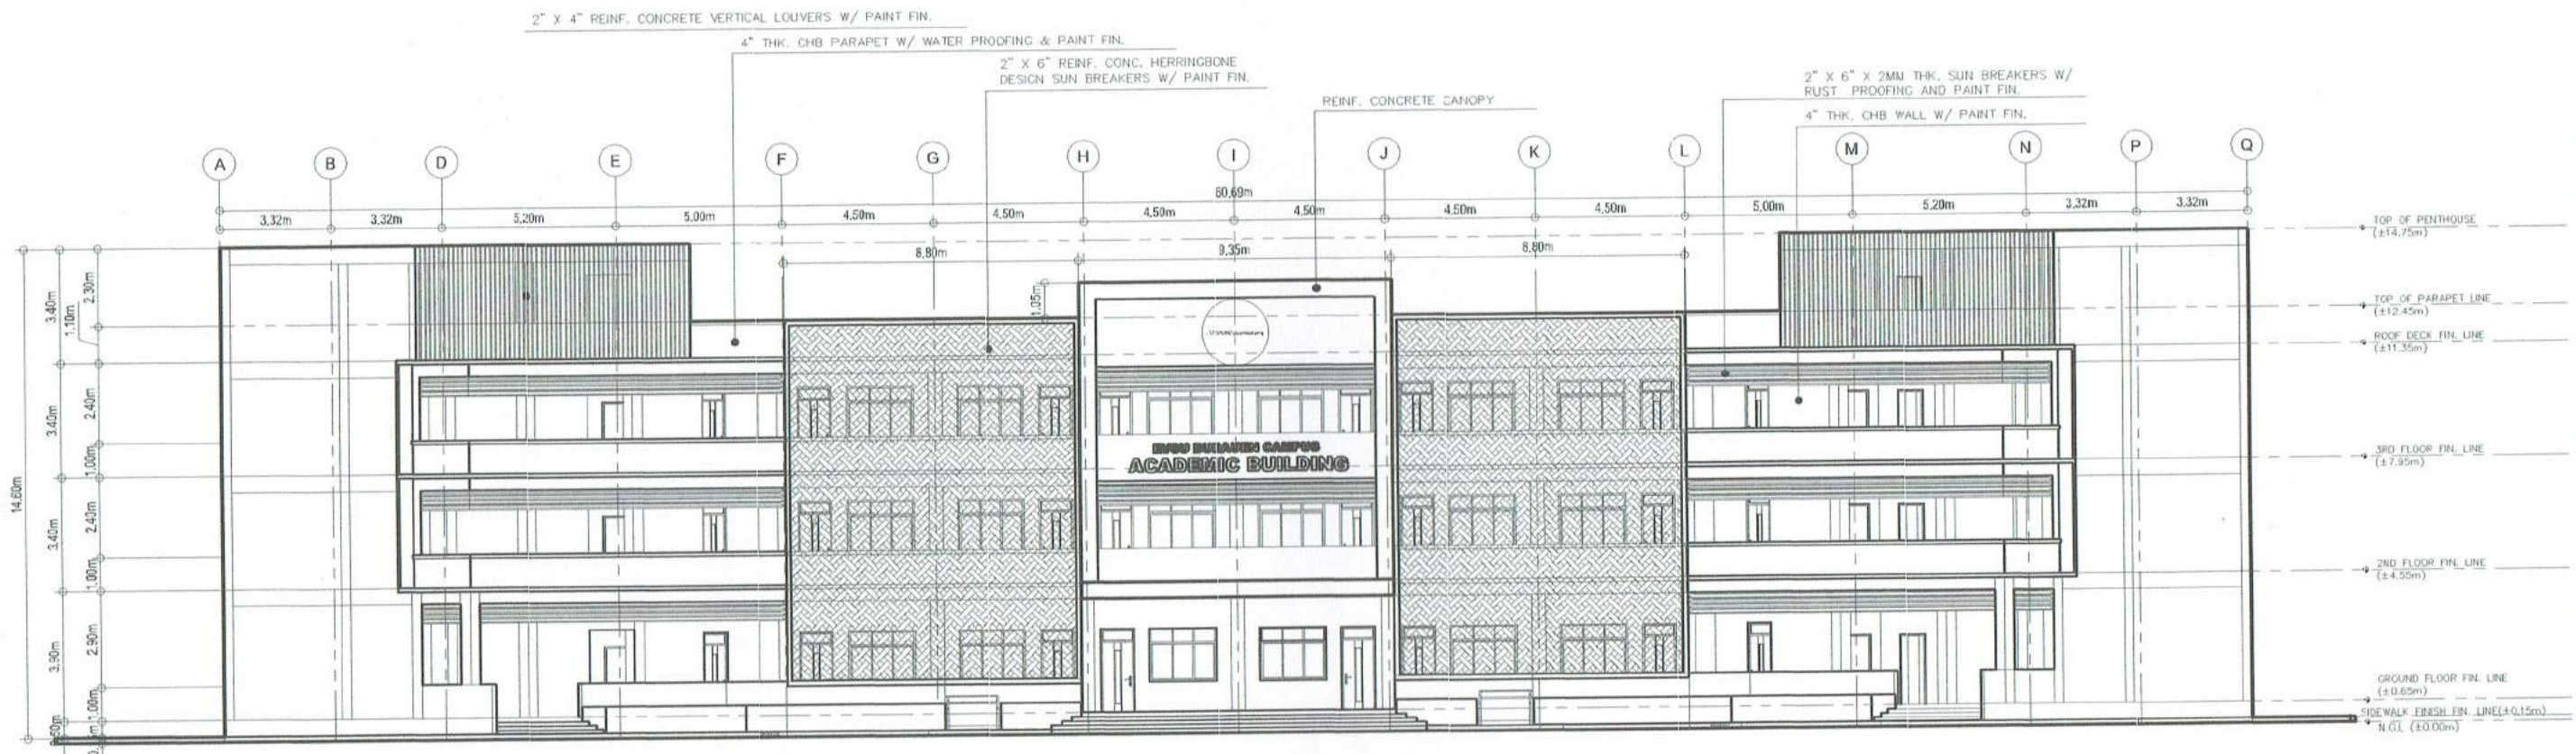 2" X 4" REINF. CONCRETE VERTICAL LOUVERS W/ PAINT FIN.
4" THK. CHB PARAPET W/ WATER PROOFING & PAINT FIN.
2" X 6" REINF. CONC. HERRINGBONE
DESIGN SUN BREAKERS W/ PAINT FIN.
REINF. CONCRETE CANOPY
2" X 6" X 2MM THK. SUN BREAKERS W/
RUST PROOFING AND PAINT FIN.
4" THK. CHB WALL W/ PAINT FIN.
A B D E F G H I J K L M N P Q
60.69m
3.32m 3.32m 5.20m 5.00m 4.50m 4.50m 4.50m 4.50m 4.50m 4.50m 5.00m 5.20m 3.32m 3.32m
8.80m 9.35m 8.80m
1.05m
14.60m
3.40m
1.10m
2.30m
3.40m
2.40m
1.00m
3.40m
2.40m
1.00m
3.90m
2.90m
1.00m
CAMPUS
ACADEMIC BUILDING
TOP OF PENTHOUSE
(±14.75m)
TOP OF PARAPET LINE
(±12.45m)
ROOF DECK FIN. LINE
(±11.35m)
3RD FLOOR FIN. LINE
(±7.95m)
2ND FLOOR FIN. LINE
(±4.55m)
GROUND FLOOR FIN. LINE
(±0.65m)
SIDEWALK FINISH FIN. LINE(±0.15m)
N.G.L (±0.00m)